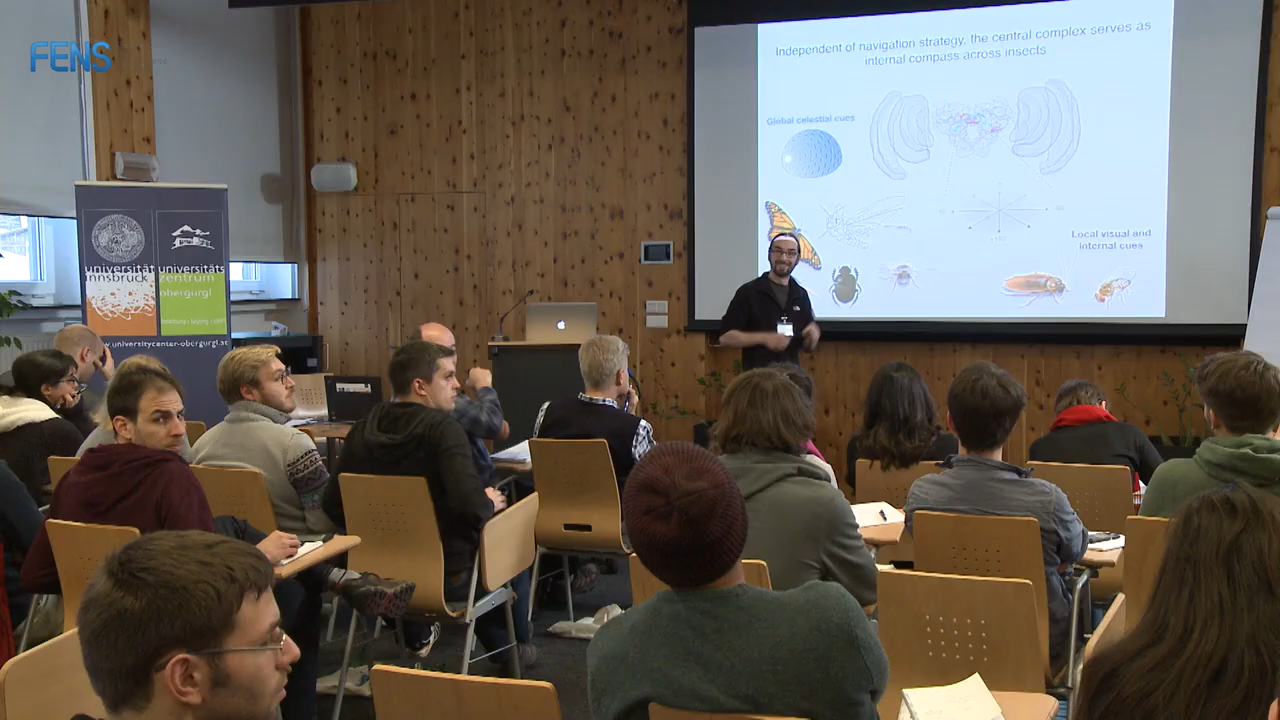 FENS
Independent of navigation strategy, the central complex serves as
internal compass across insects
Global celestial cues
Local visual and
internal cues
universität
innsbruck
universitäts
zentrum
obergurgl
www.universitycenter-obergurgl.at